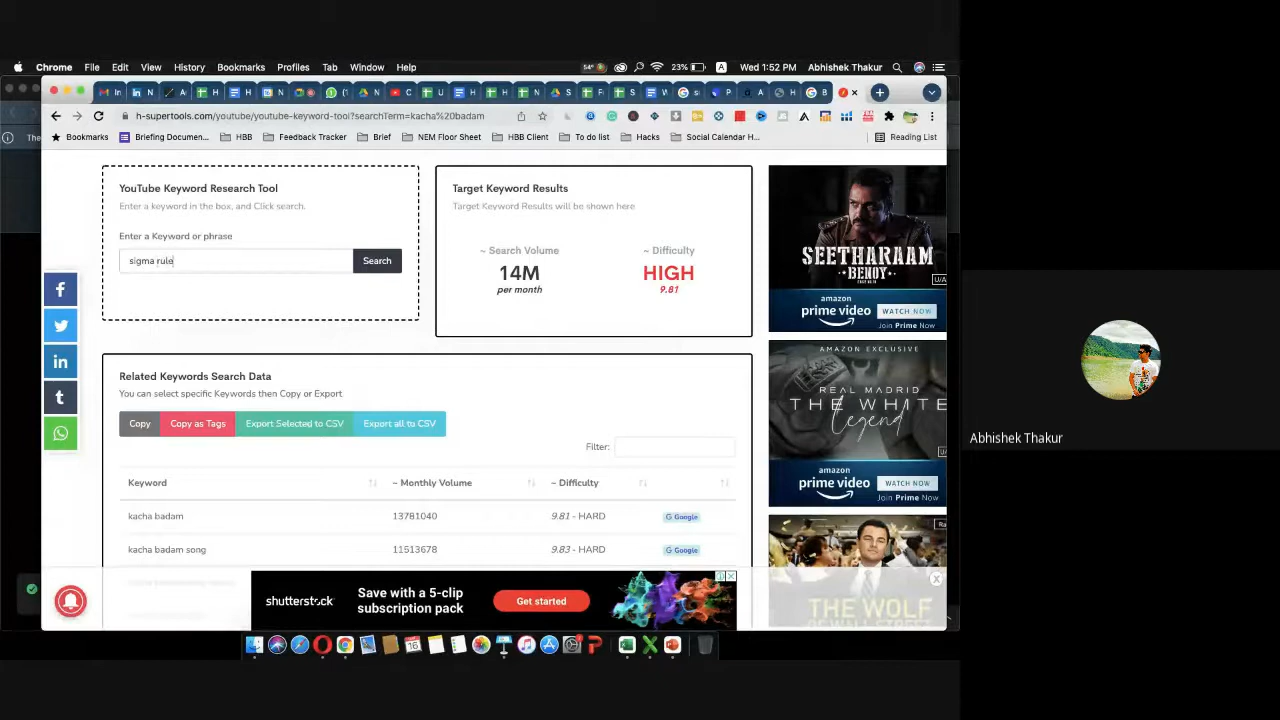 Chrome File Edit View History Bookmarks Profiles Tab Window Help
54° 23% A Wed 1:52 PM Abhishek Thakur
h-supertools.com/youtube/youtube-keyword-tool?searchTerm=kacha%20badam
Bookmarks Briefing Documen... HBB Feedback Tracker Brief NEM Floor Sheet HBB Client To do list Hacks Social Calendar H... Reading List
YouTube Keyword Research Tool
Enter a keyword in the box, and Click search.
Enter a Keyword or phrase
sigma rule
Search
Target Keyword Results
Target Keyword Results will be shown here
~ Search Volume
14M
per month
~ Difficulty
HIGH
9.81
Related Keywords Search Data
You can select specific Keywords then Copy or Export
Copy Copy as Tags Export Selected to CSV Export all to CSV
Filter:
Keyword ~ Monthly Volume ~ Difficulty
kacha badam 13781040 9.81 - HARD Google
kacha badam song 11513678 9.83 - HARD Google
SEETHARAAM
BENOY
U/A
amazon
prime video
WATCH NOW
Join Prime Now
AMAZON EXCLUSIVE
REAL MADRID
THE WHITE
Legend
amazon
prime video
WATCH NOW
Join Prime Now
THE WOLF
shutterstock
Save with a 5-clip
subscription pack
Get started
Abhishek Thakur